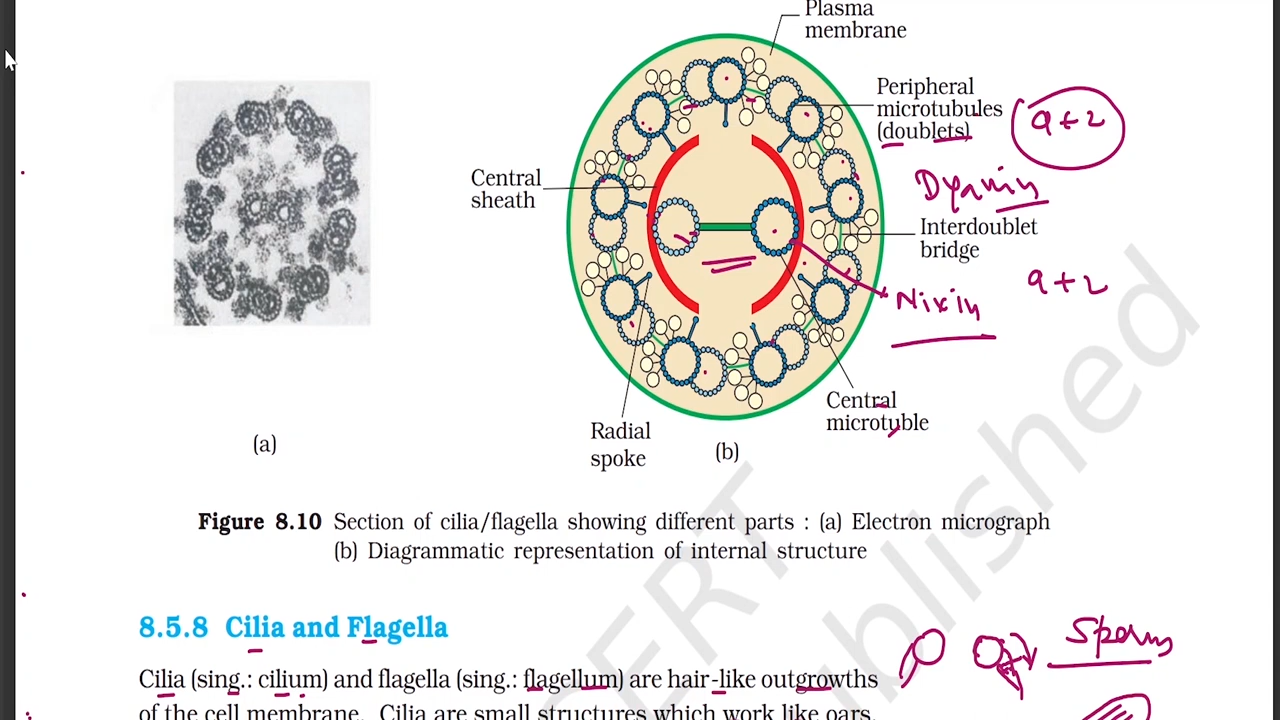 Plasma
membrane
Peripheral
microtubules
(doublets)
9+2
Central
sheath
Dyanin
Interdoublet
bridge
9+2
Nixin
Central
microtuble
Radial
spoke
(a)
(b)
Figure 8.10 Section of cilia/flagella showing different parts : (a) Electron micrograph
(b) Diagrammatic representation of internal structure
8.5.8 Cilia and Flagella
Sperms
Cilia (sing.: cilium) and flagella (sing.: flagellum) are hair-like outgrowths
of the cell membrane. Cilia are small structures which work like oars,